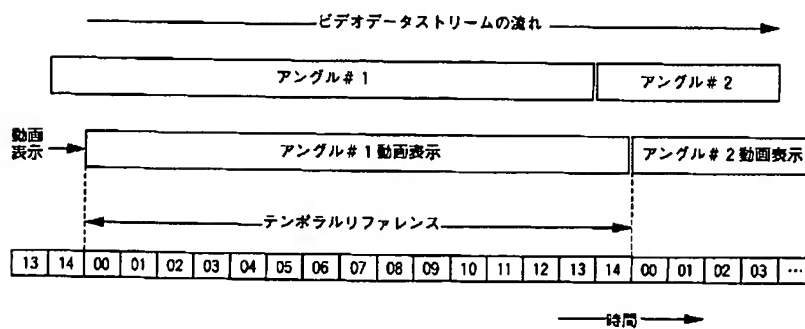 ビデオデータストリームの流れ
アングル#1
アングル#2
動画
表示
アングル#1動画表示
アングル#2動画表示
テンポラルリファレンス
13 14 00 01 02 03 04 05 06 07 08 09 10 11 12 13 14 00 01 02 03 …
時間